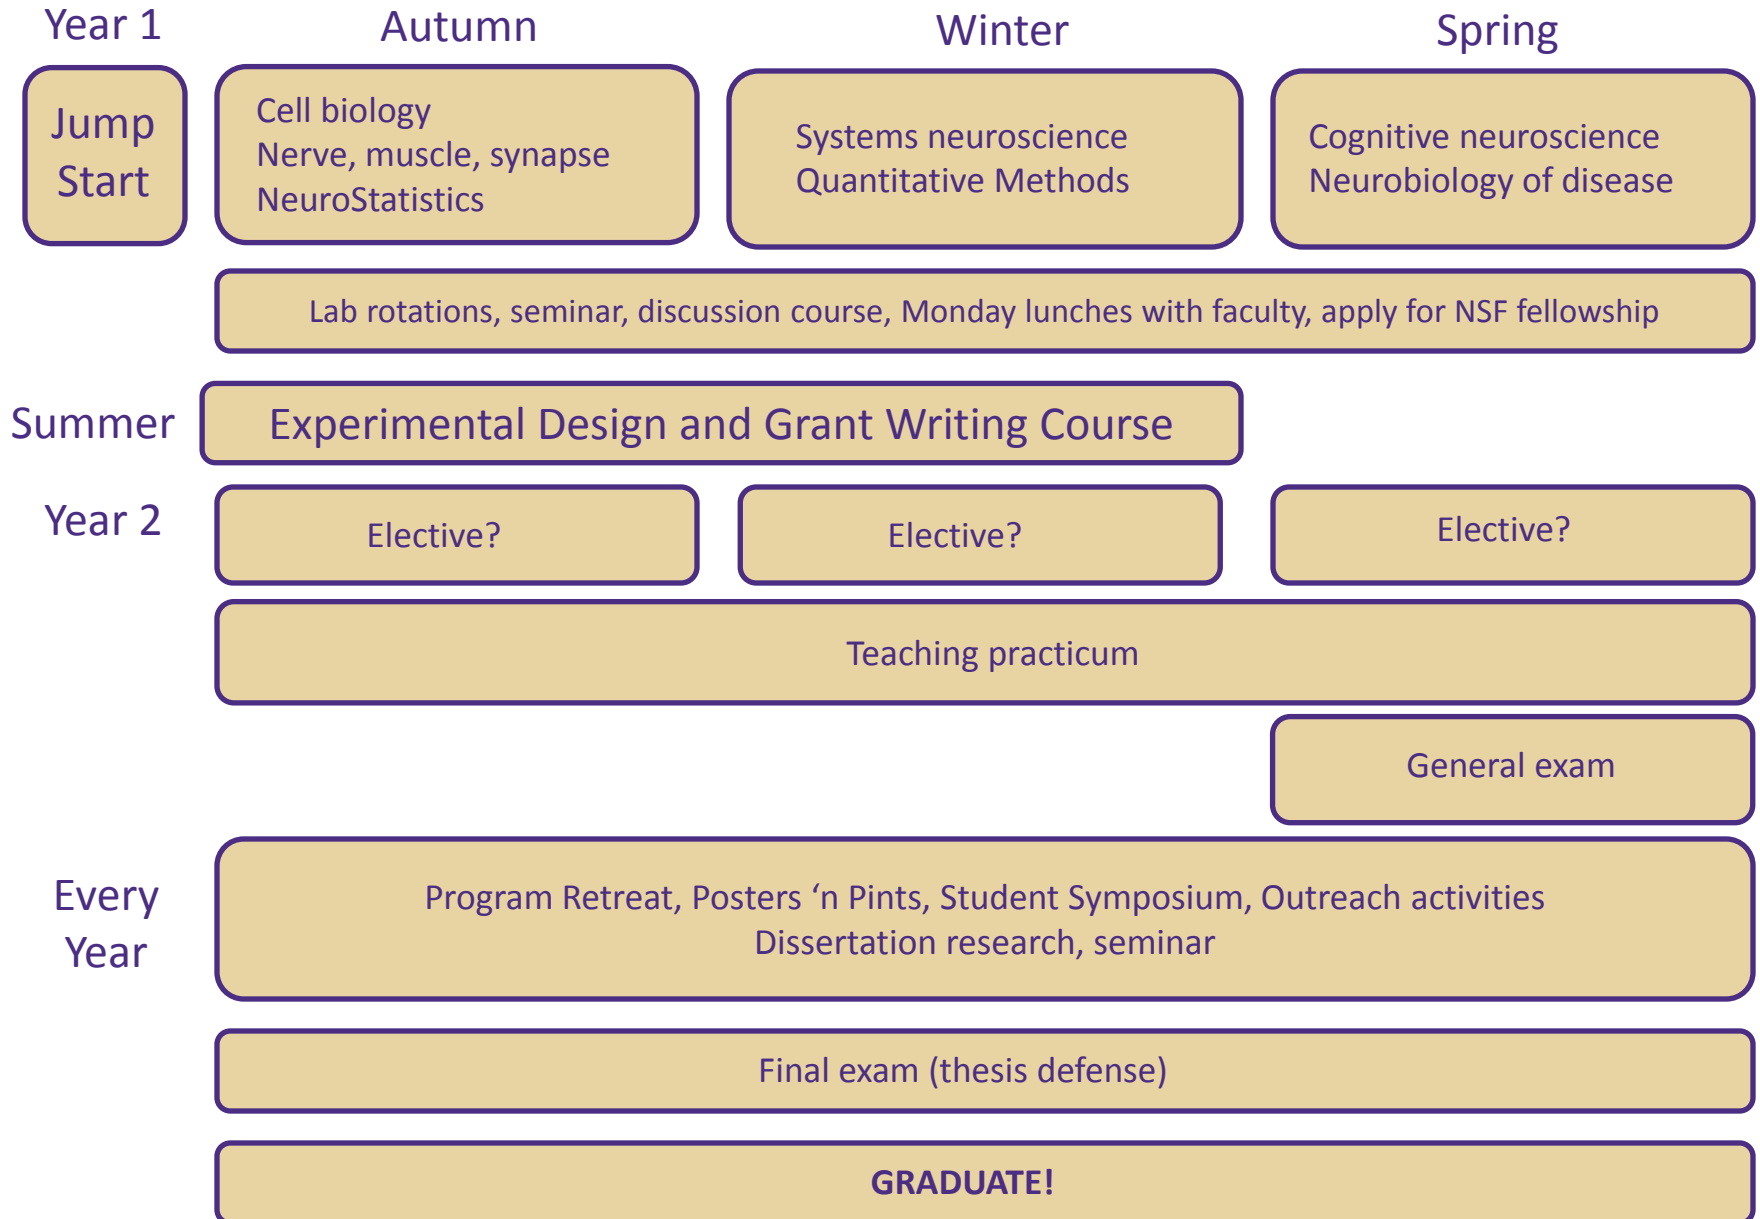 Year 1
Autumn
Winter
Spring
Jump
Start
Cell biology
Nerve, muscle, synapse
NeuroStatistics
Systems neuroscience
Quantitative Methods
Cognitive neuroscience
Neurobiology of disease
Lab rotations, seminar, discussion course, Monday lunches with faculty, apply for NSF fellowship
Summer
Experimental Design and Grant Writing Course
Year 2
Elective?
Elective?
Elective?
Teaching practicum
General exam
Every
Year
Program Retreat, Posters ‘n Pints, Student Symposium, Outreach activities
Dissertation research, seminar
Final exam (thesis defense)
GRADUATE!